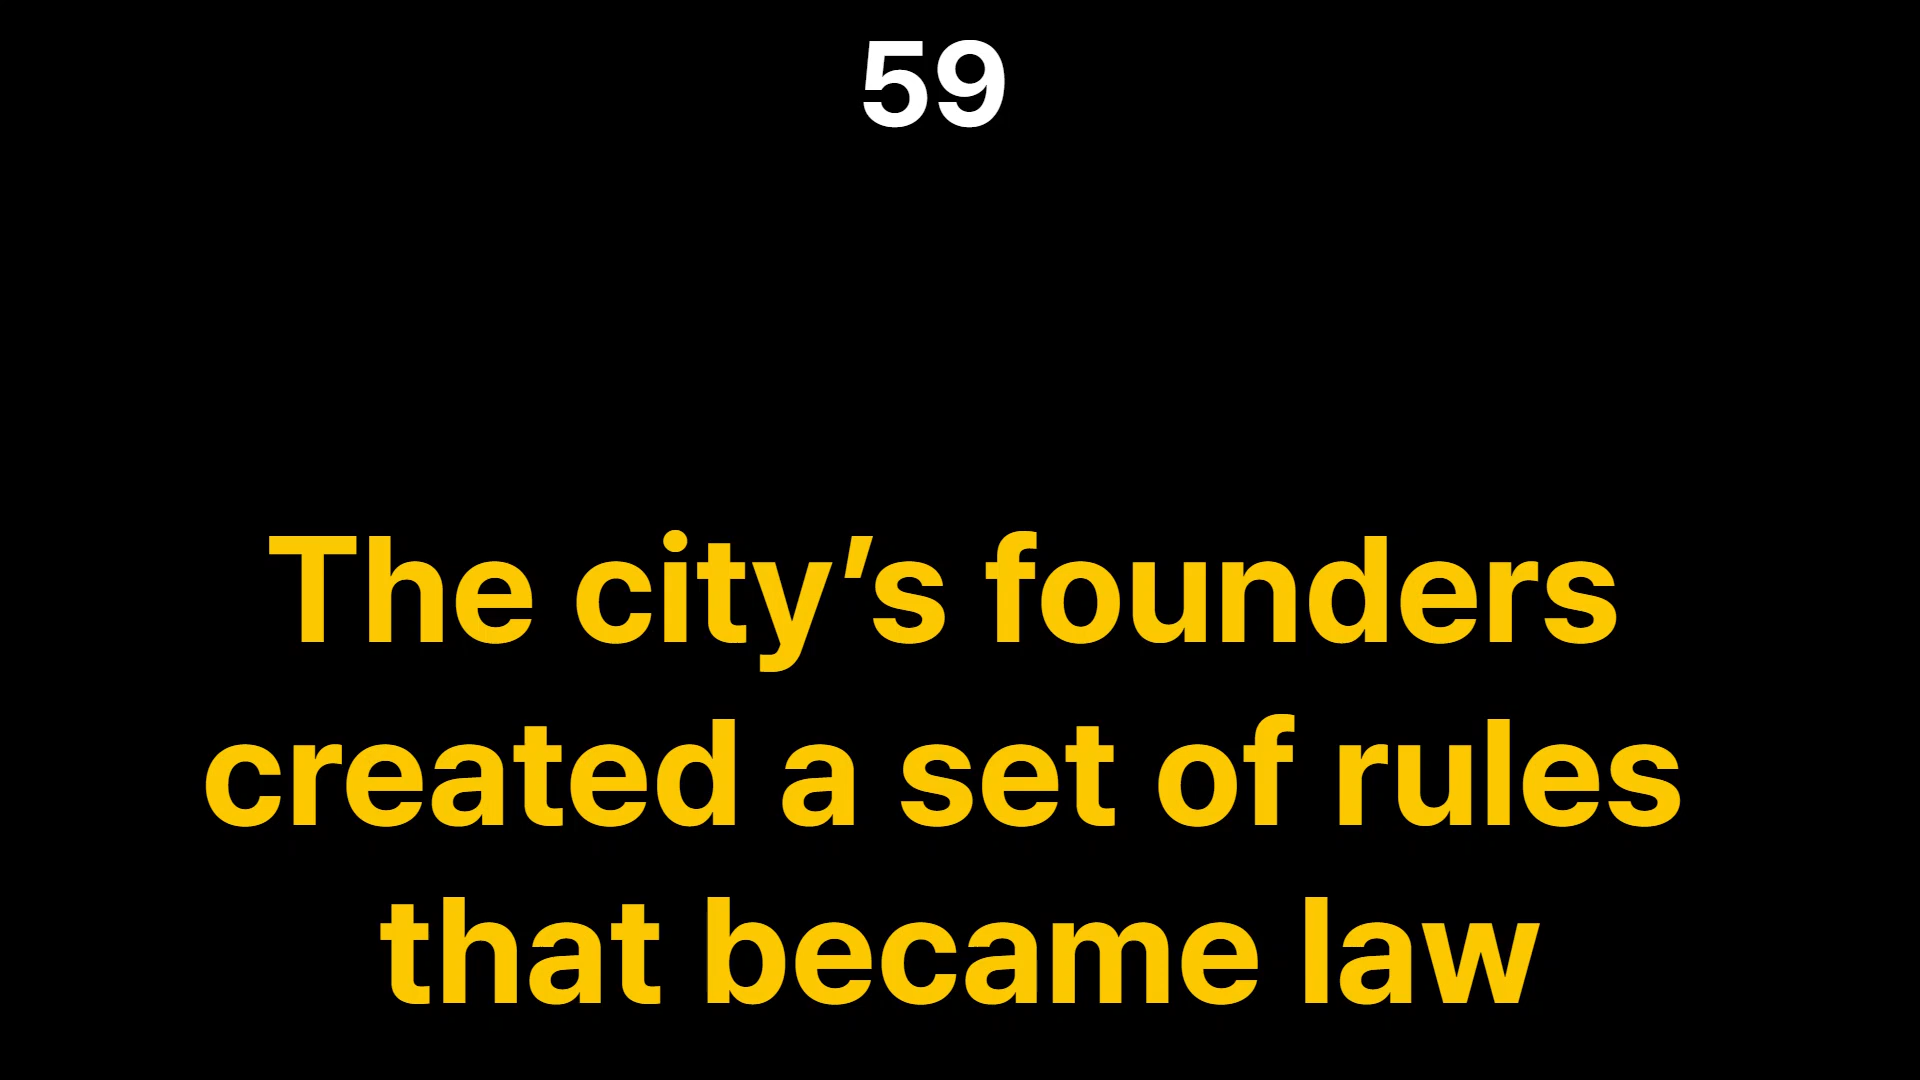 59
The city’s founders
created a set of rules
that became law